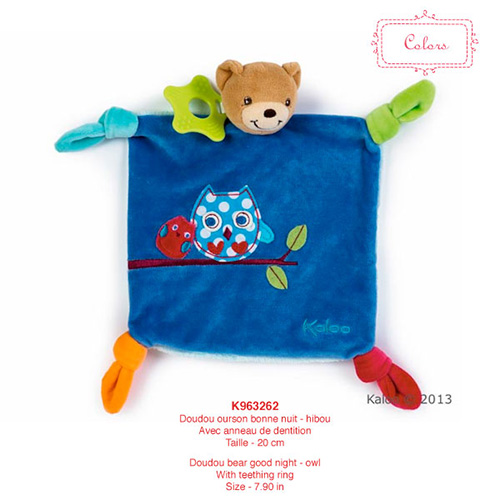 Colors
Kaloo
Kaloo © 2013
K963262
Doudou ourson bonne nuit - hibou
Avec anneau de dentition
Taille - 20 cm
Doudou bear good night - owl
With teething ring
Size - 7.90 in